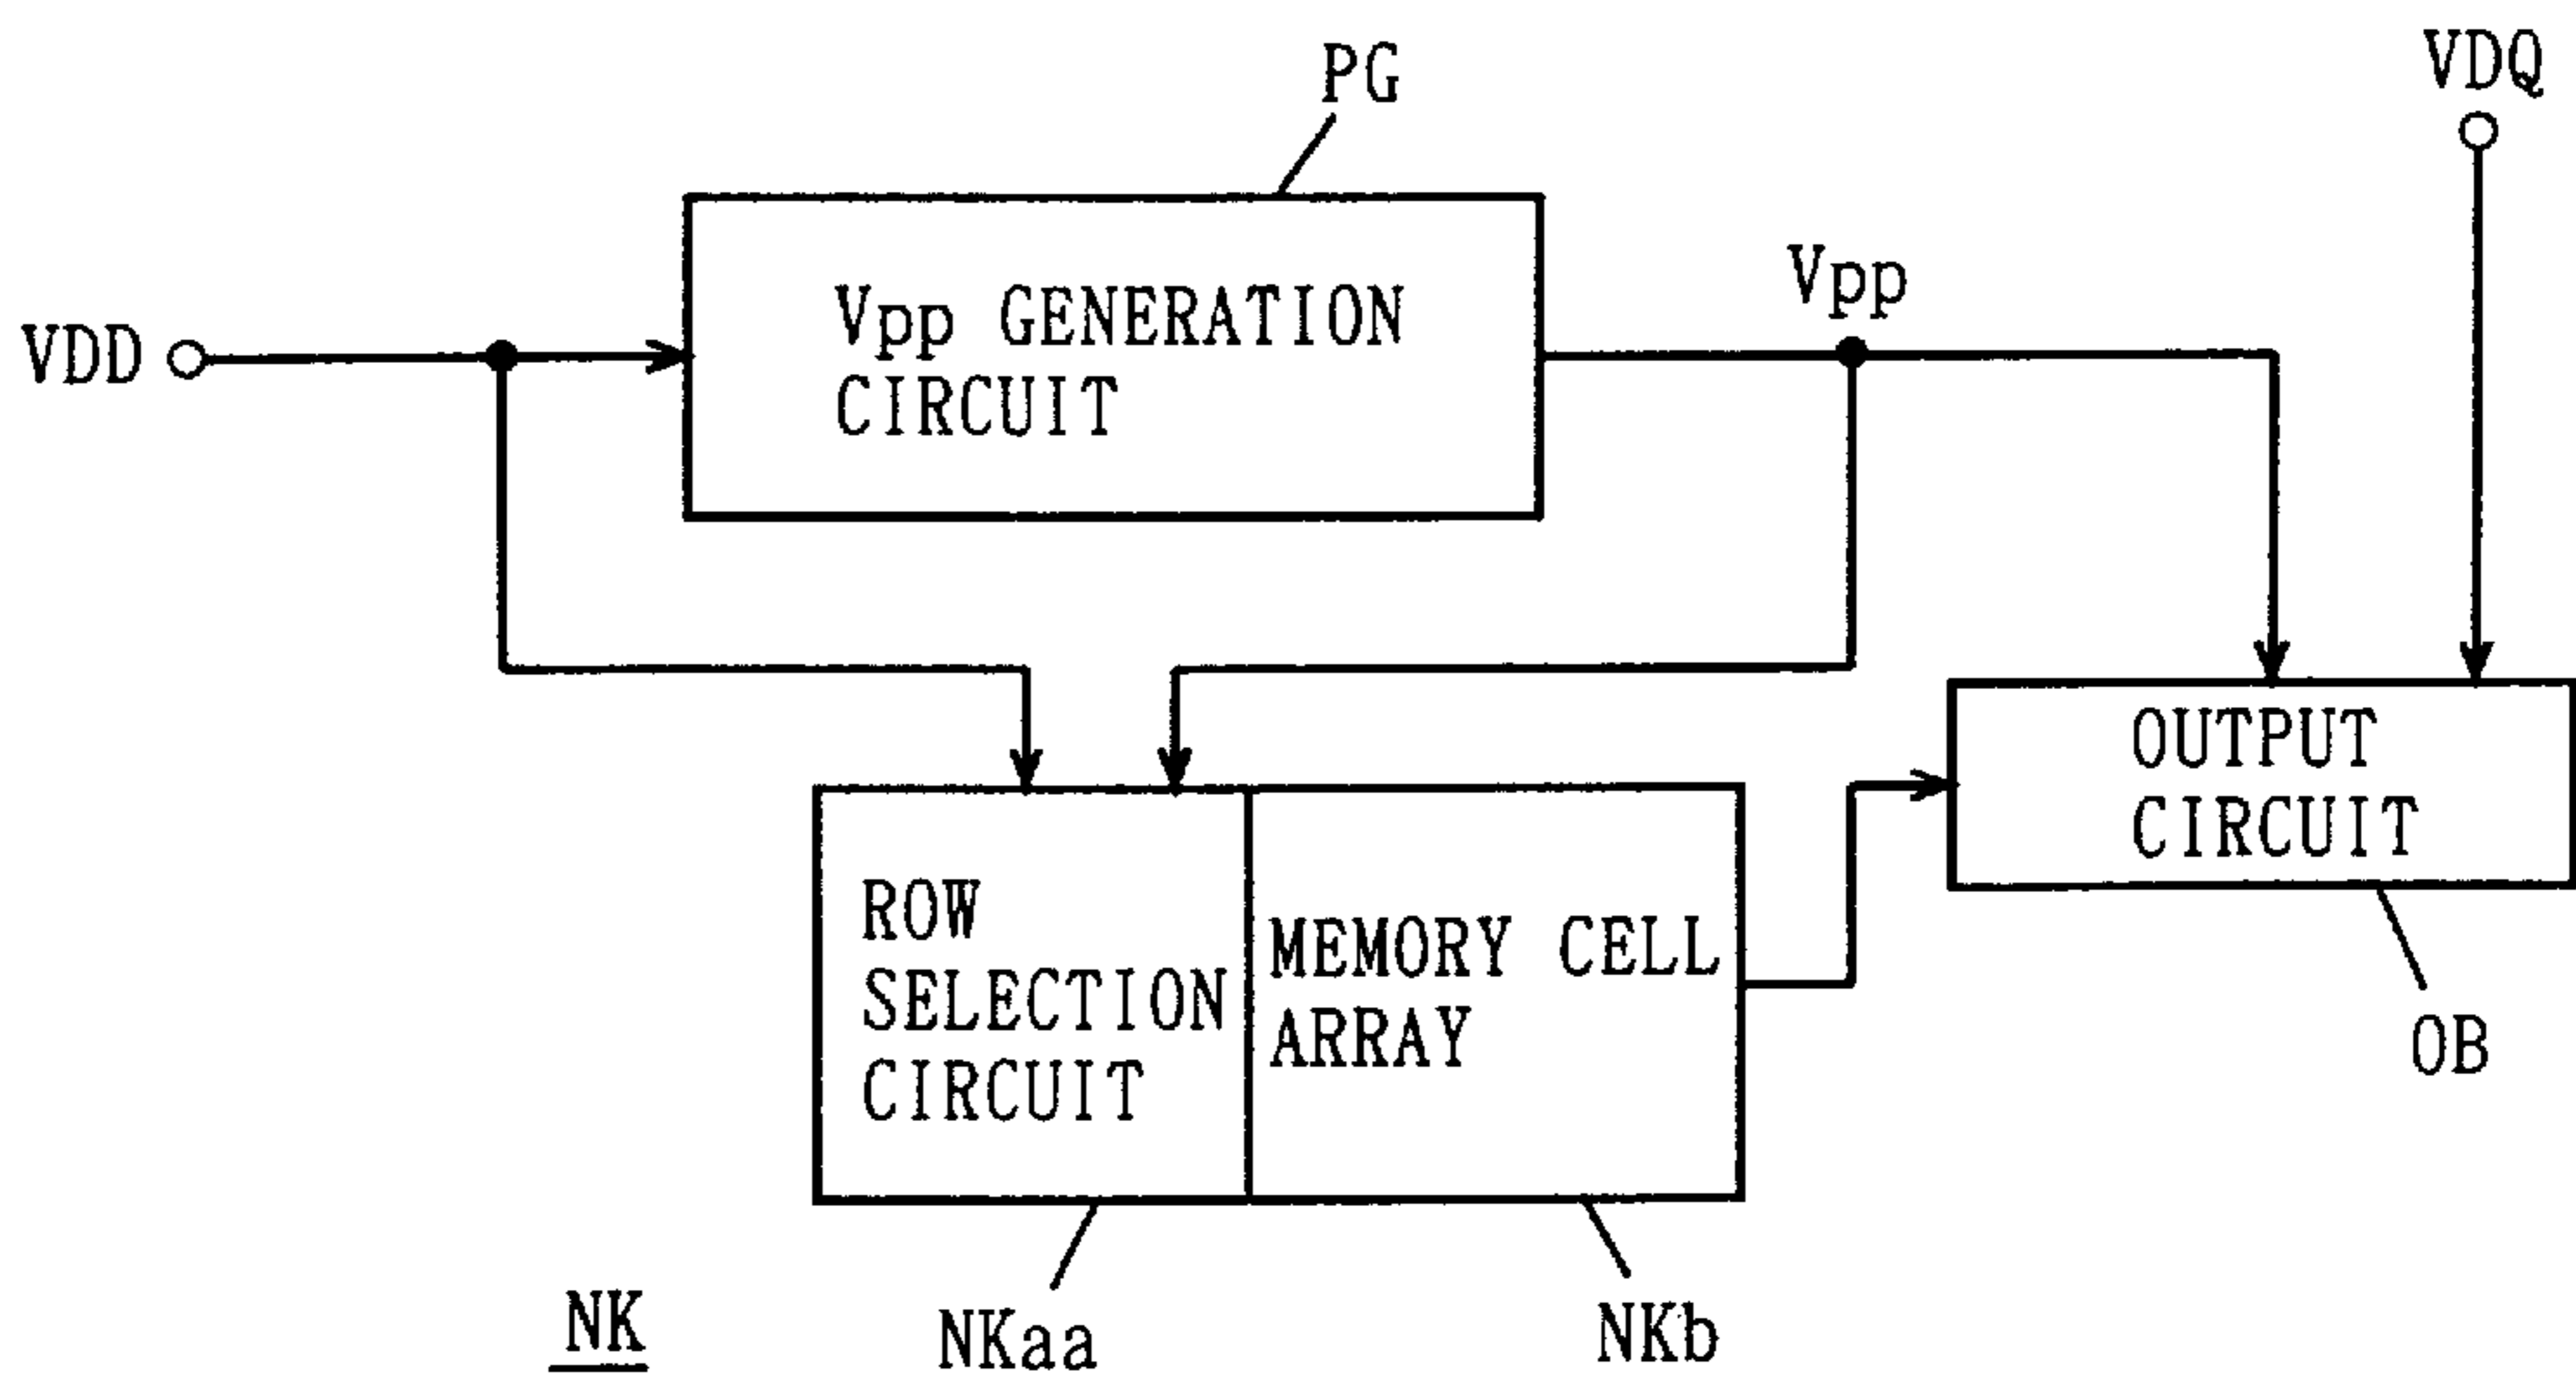 PG
VDQ
Vpp
VDD
Vpp GENERATION
CIRCUIT
OUTPUT
CIRCUIT
ROW
SELECTION
CIRCUIT
MEMORY CELL
ARRAY
OB
NK
NKaa
NKb